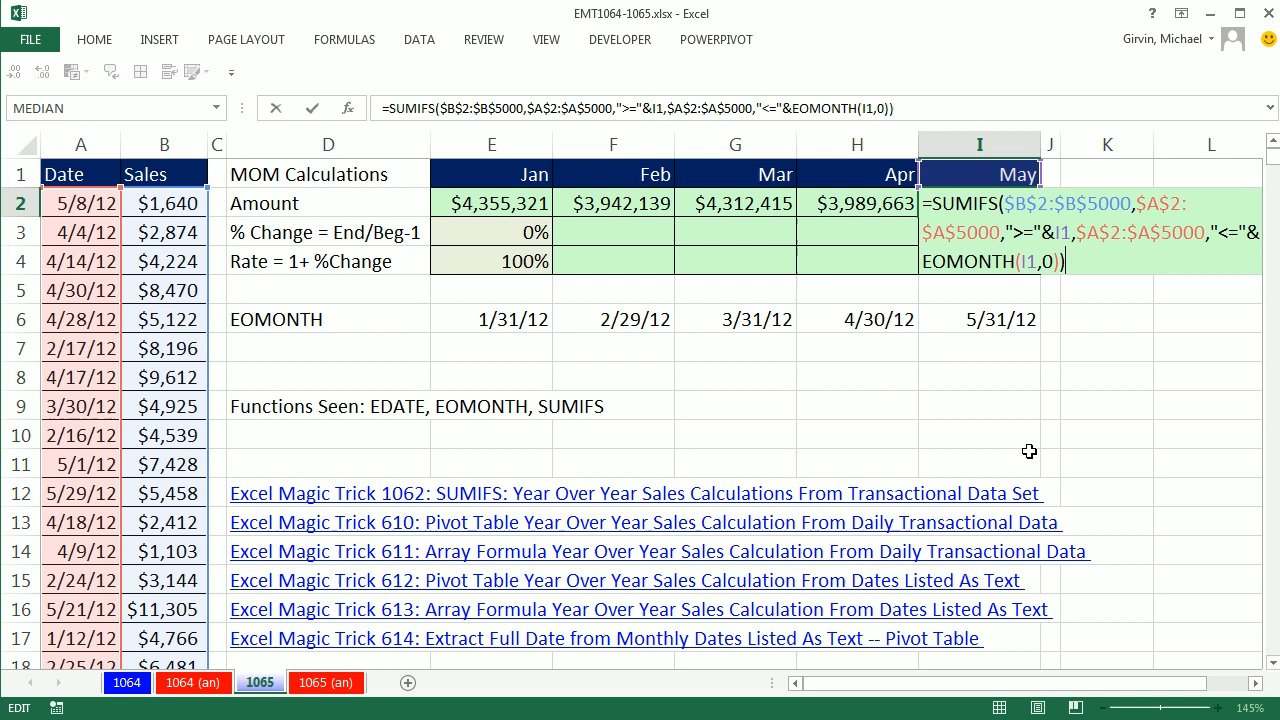 EMT1064-1065.xlsx - Excel
FILE HOME INSERT PAGE LAYOUT FORMULAS DATA REVIEW VIEW DEVELOPER POWERPIVOT Girvin, Michael
MEDIAN =SUMIFS($B$2:$B$5000,$A$2:$A$5000,">="&I1,$A$2:$A$5000,"<="&EOMONTH(I1,0))
A B C D E F G H I J K L
1 Date Sales MOM Calculations Jan Feb Mar Apr May
2 5/8/12 $1,640 Amount $4,355,321 $3,942,139 $4,312,415 $3,989,663 =SUMIFS($B$2:$B$5000,$A$2:
3 4/4/12 $2,874 % Change = End/Beg-1 0% $A$5000,">="&I1,$A$2:$A$5000,"<="&
4 4/14/12 $4,224 Rate = 1+ %Change 100% EOMONTH(I1,0))
5 4/30/12 $8,470
6 4/28/12 $5,122 EOMONTH 1/31/12 2/29/12 3/31/12 4/30/12 5/31/12
7 2/17/12 $8,196
8 4/17/12 $9,612
9 3/30/12 $4,925 Functions Seen: EDATE, EOMONTH, SUMIFS
10 2/16/12 $4,539
11 5/1/12 $7,428
12 5/29/12 $5,458 Excel Magic Trick 1062: SUMIFS: Year Over Year Sales Calculations From Transactional Data Set
13 4/18/12 $2,412 Excel Magic Trick 610: Pivot Table Year Over Year Sales Calculation From Daily Transactional Data
14 4/9/12 $1,103 Excel Magic Trick 611: Array Formula Year Over Year Sales Calculation From Daily Transactional Data
15 2/24/12 $3,144 Excel Magic Trick 612: Pivot Table Year Over Year Sales Calculation From Dates Listed As Text
16 5/21/12 $11,305 Excel Magic Trick 613: Array Formula Year Over Year Sales Calculation From Dates Listed As Text
17 1/12/12 $4,766 Excel Magic Trick 614: Extract Full Date from Monthly Dates Listed As Text -- Pivot Table
18 2/25/12 $6,481
1064 1064 (an) 1065 1065 (an)
EDIT 145%